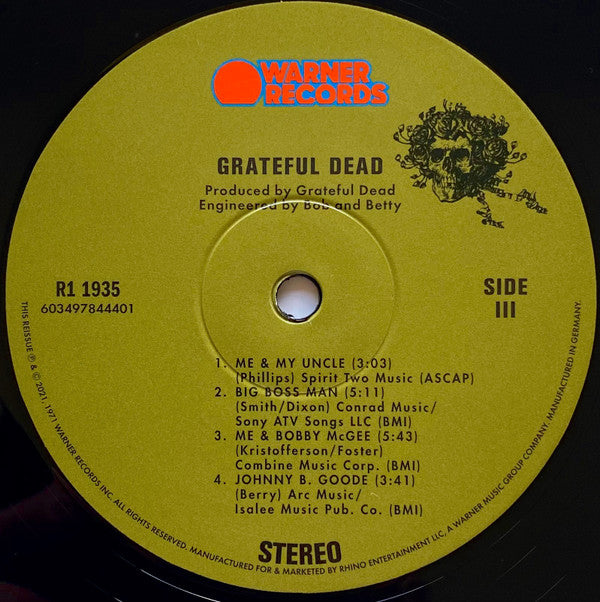 WARNER
RECORDS
GRATEFUL DEAD
Produced by Grateful Dead
Engineered by Bob and Betty
R1 1935
603497844401
SIDE
III
1. ME & MY UNCLE (3:03)
(Phillips) Spirit Two Music (ASCAP)
2. BIG BOSS MAN (5:11)
(Smith/Dixon) Conrad Music/
Sony ATV Songs LLC (BMI)
3. ME & BOBBY McGEE (5:43)
(Kristofferson/Foster)
Combine Music Corp. (BMI)
4. JOHNNY B. GOODE (3:41)
(Berry) Arc Music/
Isalee Music Pub. Co. (BMI)
STEREO
THIS REISSUE ℗ & © 2021, 1971 WARNER RECORDS INC. ALL RIGHTS RESERVED. MANUFACTURED FOR & MARKETED BY RHINO ENTERTAINMENT LLC, A WARNER MUSIC GROUP COMPANY. MANUFACTURED IN GERMANY.